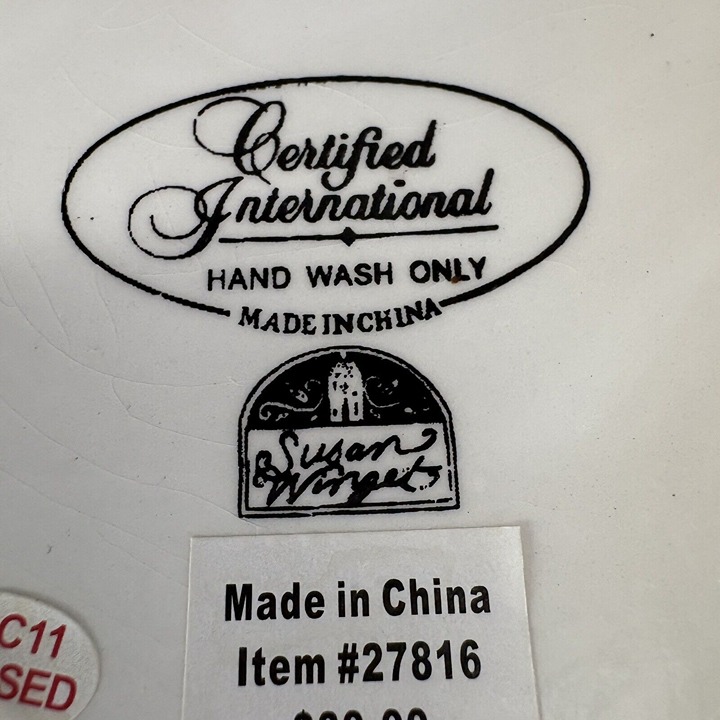 Certified
International
HAND WASH ONLY
MADE IN CHINA
Susan
Winget
Made in China
Item #27816
C11
SED